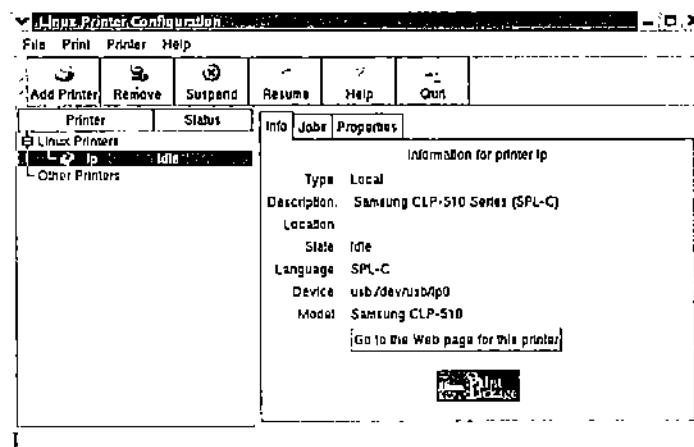 Linux Printer Configuration
File Print Printer Help
Add Printer Remove Suspend Resume Help Quit
Printer Status
Info Jobs Properties
Linux Printers
lp Idle
Other Printers
Information for printer lp
Type Local
Description: Samsung CLP-510 Series (SPL-C)
Location
State Idle
Language SPL-C
Device usb:/dev/usb/lp0
Model Samsung CLP-510
Go to the Web page for this printer
Print